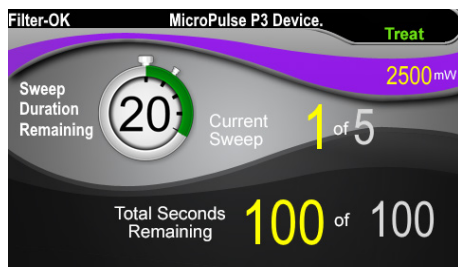 Filter-OK MicroPulse P3 Device.
Treat
2500mW
Sweep
Duration
Remaining
20
Current
Sweep
1 of 5
Total Seconds
Remaining
100 of 100